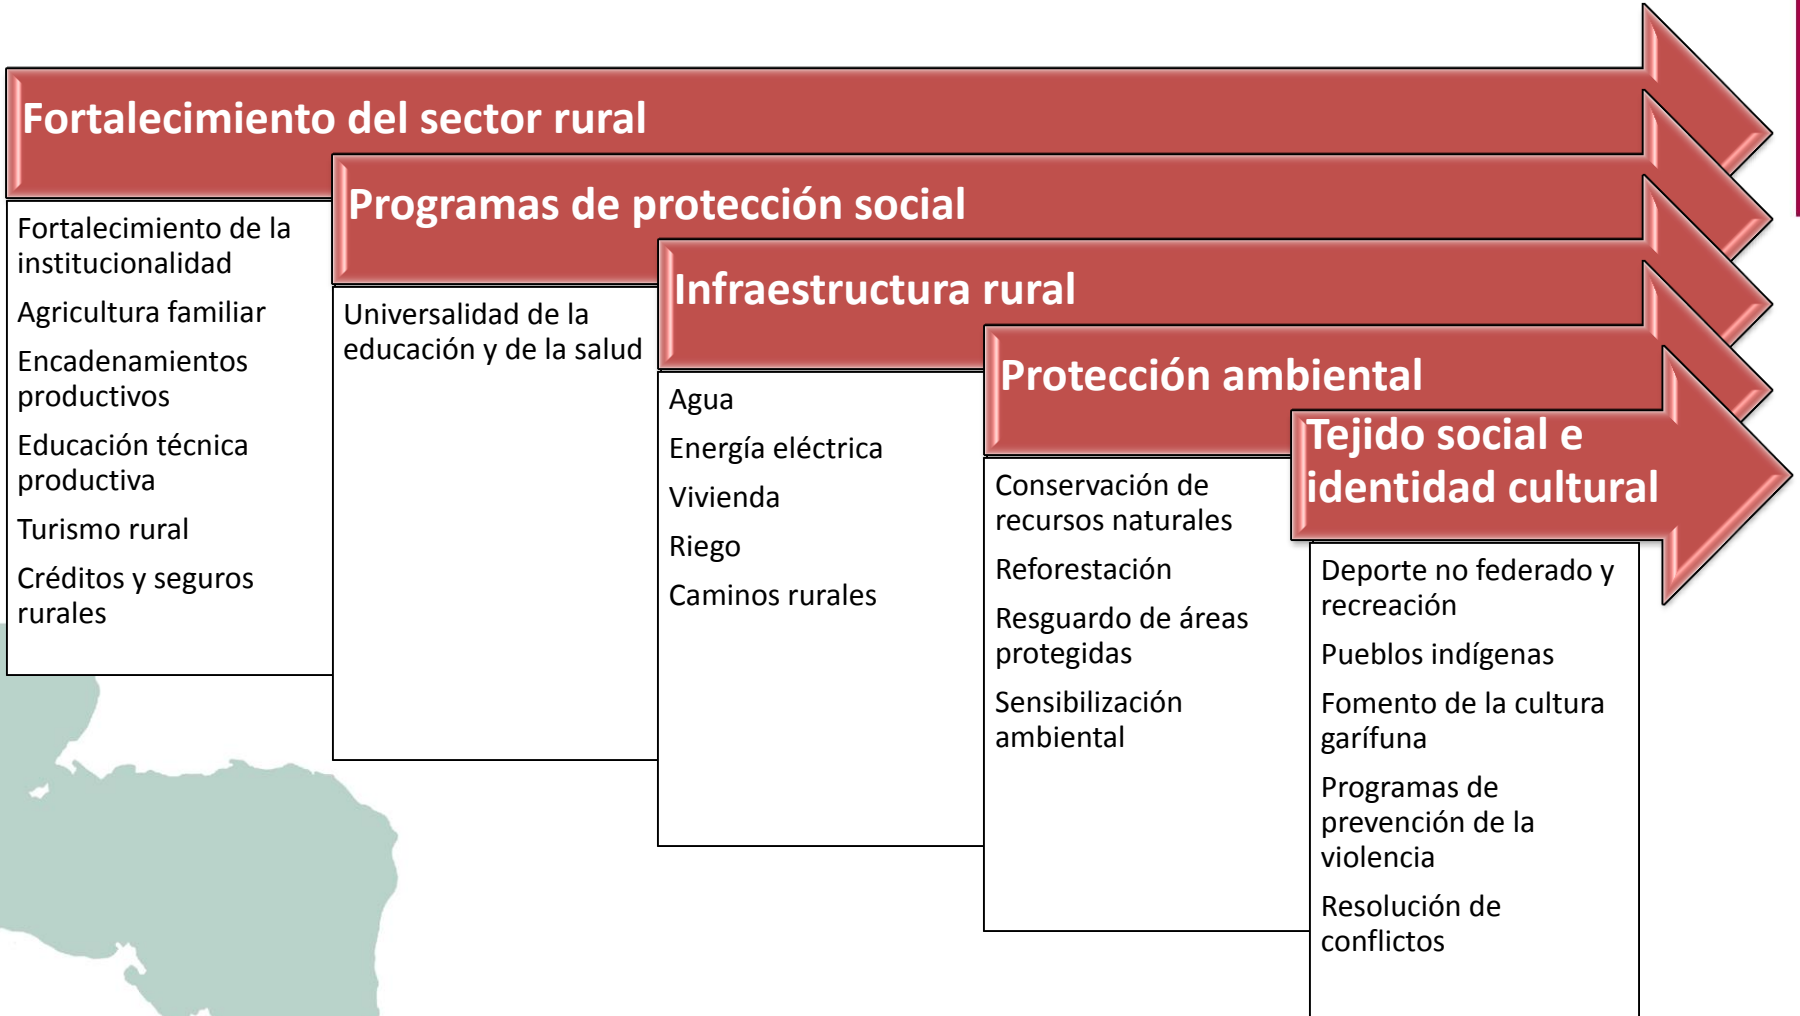 Fortalecimiento del sector rural
Fortalecimiento de la
institucionalidad
Agricultura familiar
Encadenamientos
productivos
Educación técnica
productiva
Turismo rural
Créditos y seguros
rurales
Programas de protección social
Universalidad de la
educación y de la salud
Infraestructura rural
Agua
Energía eléctrica
Vivienda
Riego
Caminos rurales
Protección ambiental
Conservación de
recursos naturales
Reforestación
Resguardo de áreas
protegidas
Sensibilización
ambiental
Tejido social e
identidad cultural
Deporte no federado y
recreación
Pueblos indígenas
Fomento de la cultura
garífuna
Programas de
prevención de la
violencia
Resolución de
conflictos